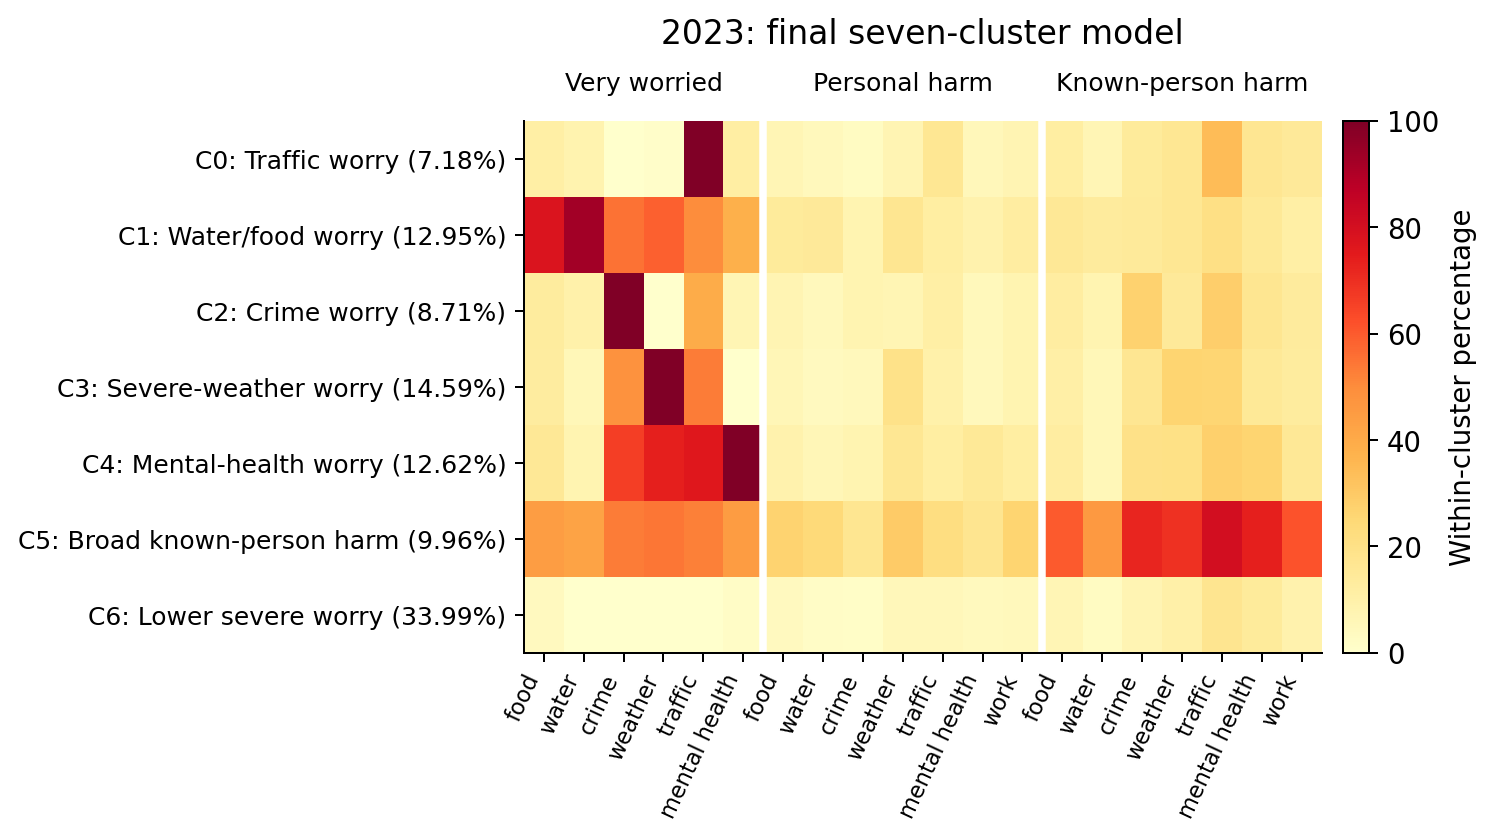 2023: final seven-cluster model
Very worried
Personal harm
Known-person harm
C0: Traffic worry (7.18%)
C1: Water/food worry (12.95%)
C2: Crime worry (8.71%)
C3: Severe-weather worry (14.59%)
C4: Mental-health worry (12.62%)
C5: Broad known-person harm (9.96%)
C6: Lower severe worry (33.99%)
food
water
crime
weather
traffic
mental health
food
water
crime
weather
traffic
mental health
work
food
water
crime
weather
traffic
mental health
work
100
80
60
40
20
0
Within-cluster percentage